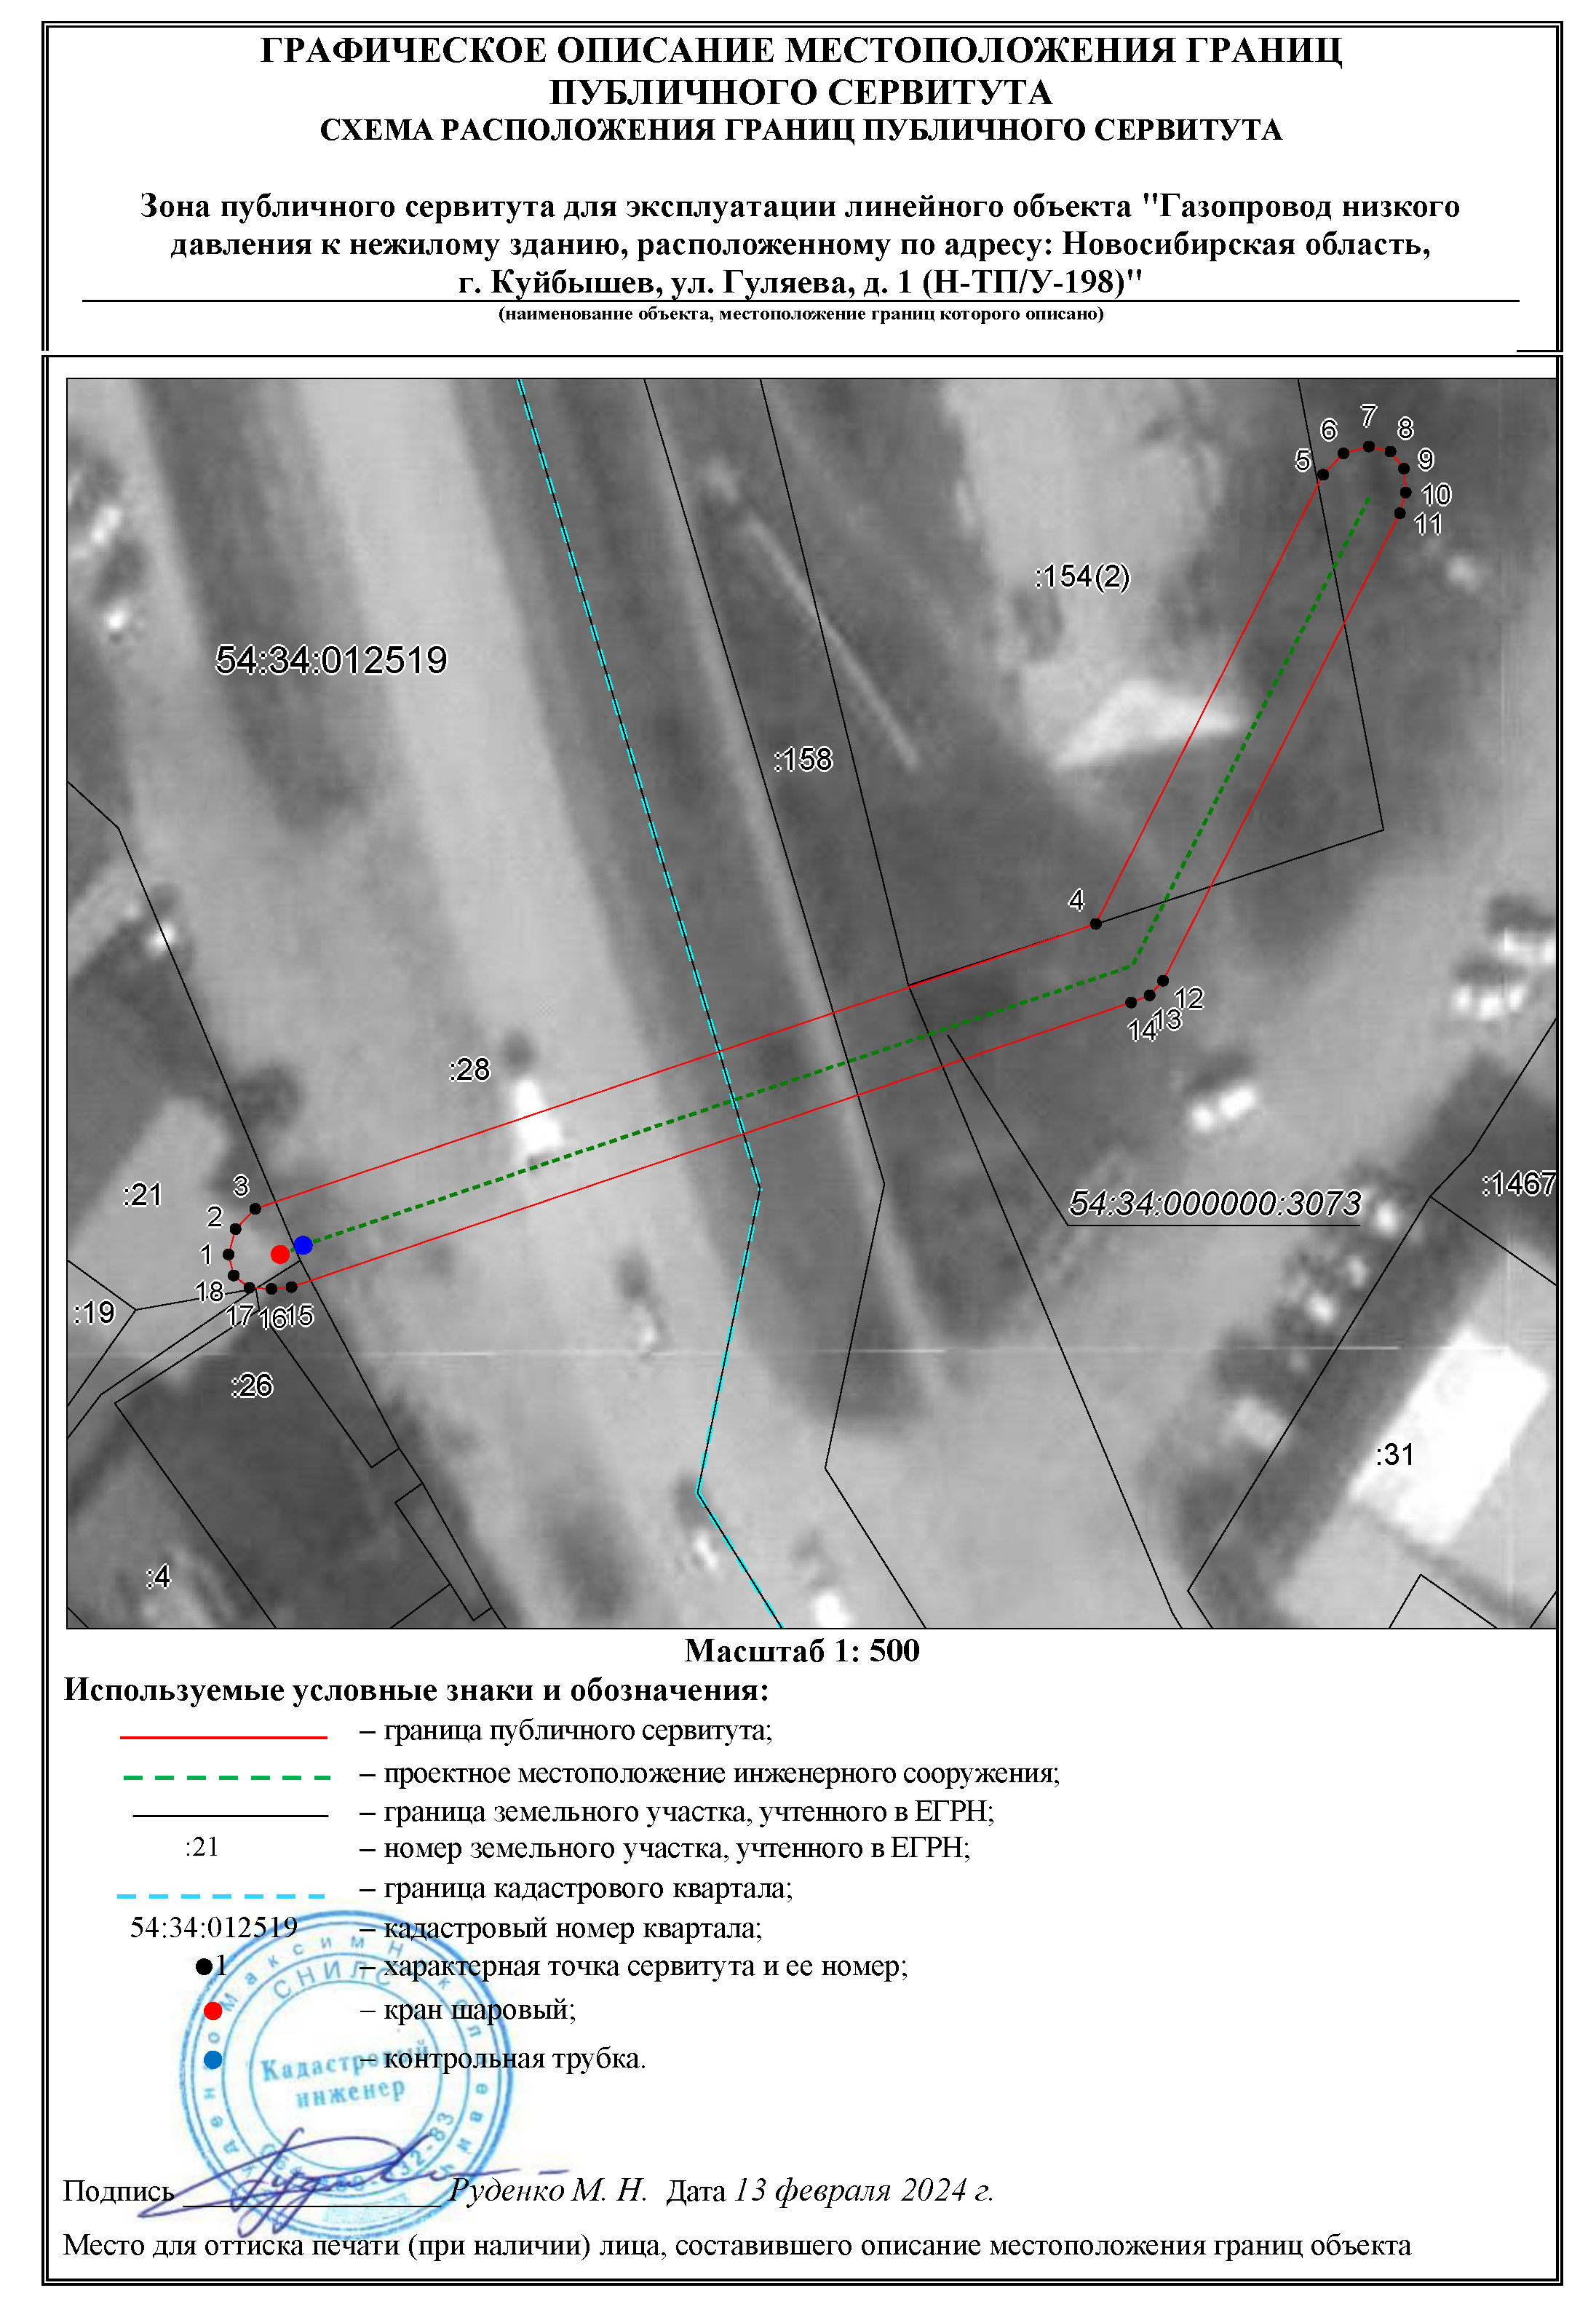 ГРАФИЧЕСКОЕ ОПИСАНИЕ МЕСТОПОЛОЖЕНИЯ ГРАНИЦ
ПУБЛИЧНОГО СЕРВИТУТА
СХЕМА РАСПОЛОЖЕНИЯ ГРАНИЦ ПУБЛИЧНОГО СЕРВИТУТА
Зона публичного сервитута для эксплуатации линейного объекта "Газопровод низкого
давления к нежилому зданию, расположенному по адресу: Новосибирская область,
г. Куйбышев, ул. Гуляева, д. 1 (Н-ТП/У-198)"
(наименование объекта, местоположение границ которого описано)
7
6
8
5
9
10
11
:154(2)
54:34:012519
:158
4
12
13
14
:28
3
:21
:1467
54:34:000000:3073
2
1
18
:19
17
16
15
:26
:31
:4
Масштаб 1: 500
Используемые условные знаки и обозначения:
– граница публичного сервитута;
– проектное местоположение инженерного сооружения;
– граница земельного участка, учтенного в ЕГРН;
:21 – номер земельного участка, учтенного в ЕГРН;
– граница кадастрового квартала;
54:34:012519 – кадастровый номер квартала;
1 – характерная точка сервитута и ее номер;
– кран шаровый;
– контрольная трубка.
СНИЛС
Кадастровый
инженер
Подпись Руденко М. Н. Дата 13 февраля 2024 г.
Место для оттиска печати (при наличии) лица, составившего описание местоположения границ объекта